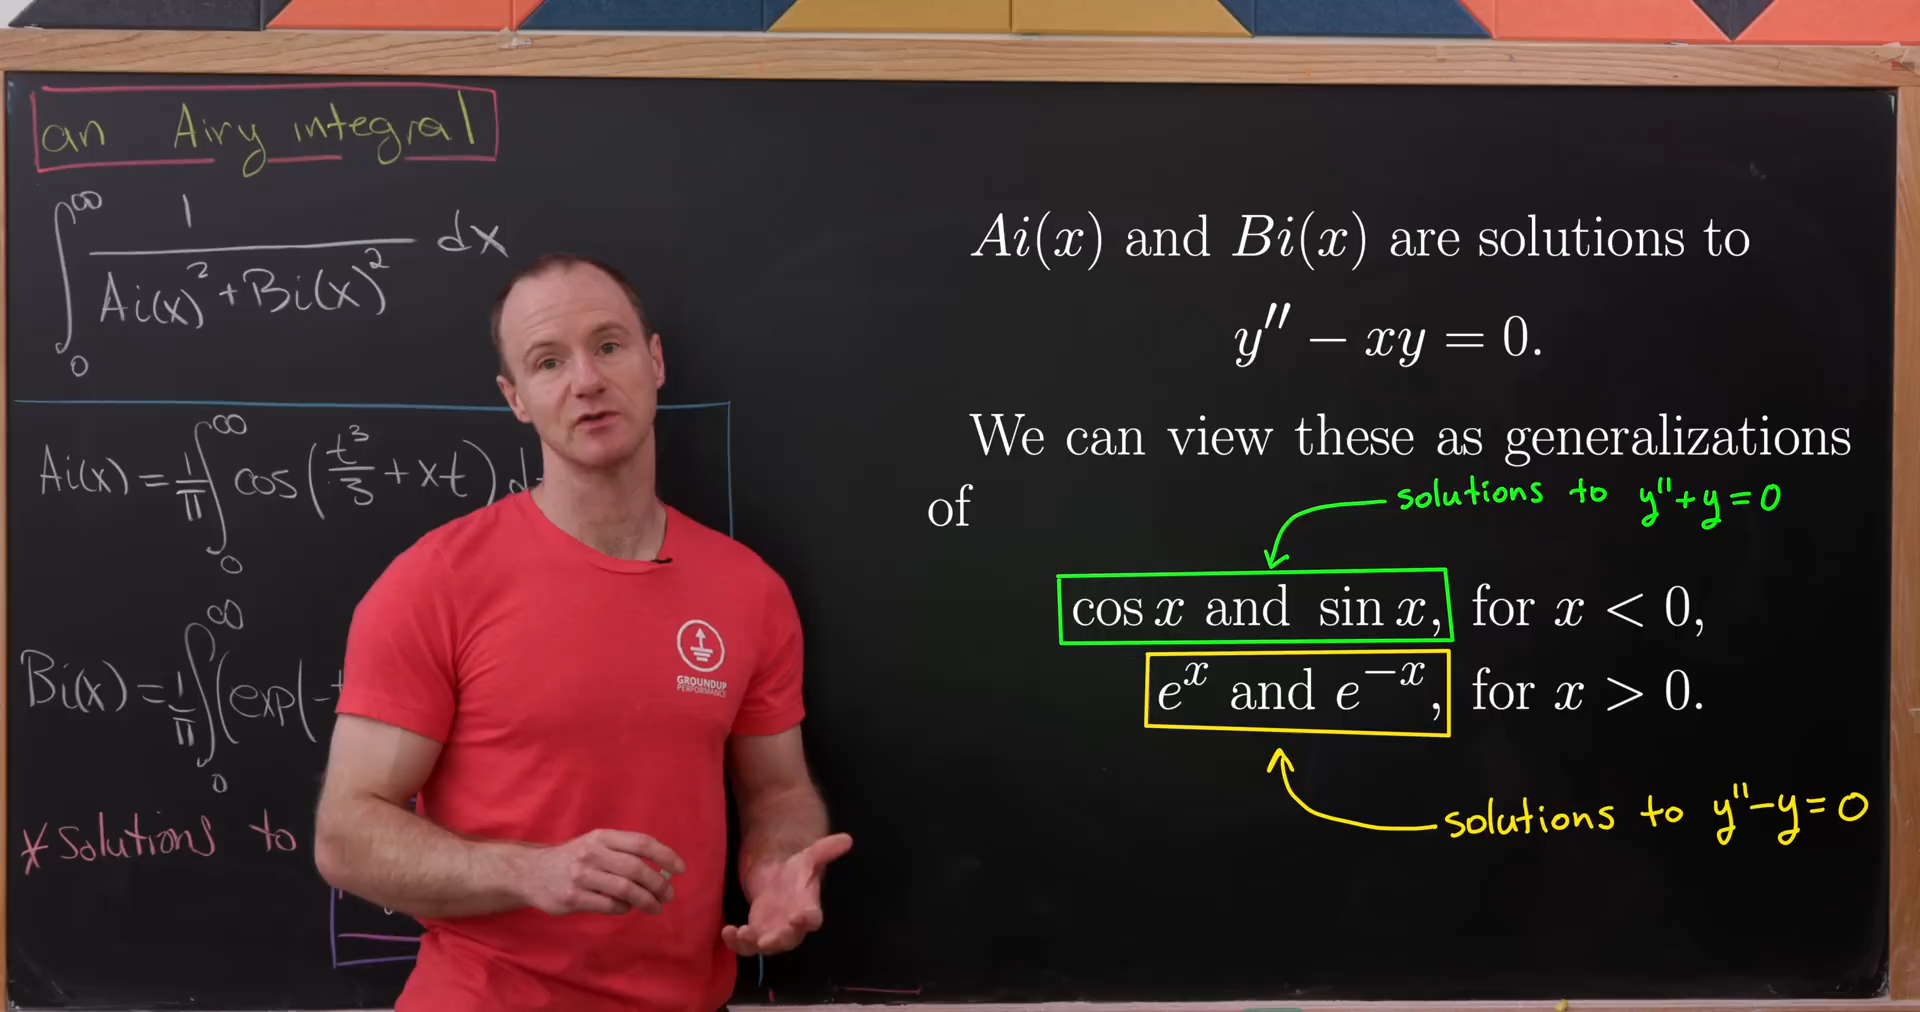 an Airy integral
∫₀^∞ 1/(Ai(x)²+Bi(x)²) dx
Ai(x) = 1/π ∫₀^∞ cos(t³/3 + xt) d
Bi(x) = 1/π ∫₀^∞ (exp(-t
*Solutions to
GROUNDUP
PERFORMANCE
Ai(x) and Bi(x) are solutions to
y″ − xy = 0.
We can view these as generalizations
of
solutions to y″+y=0
cos x and sin x, for x < 0,
eˣ and e⁻ˣ, for x > 0.
solutions to y″−y=0